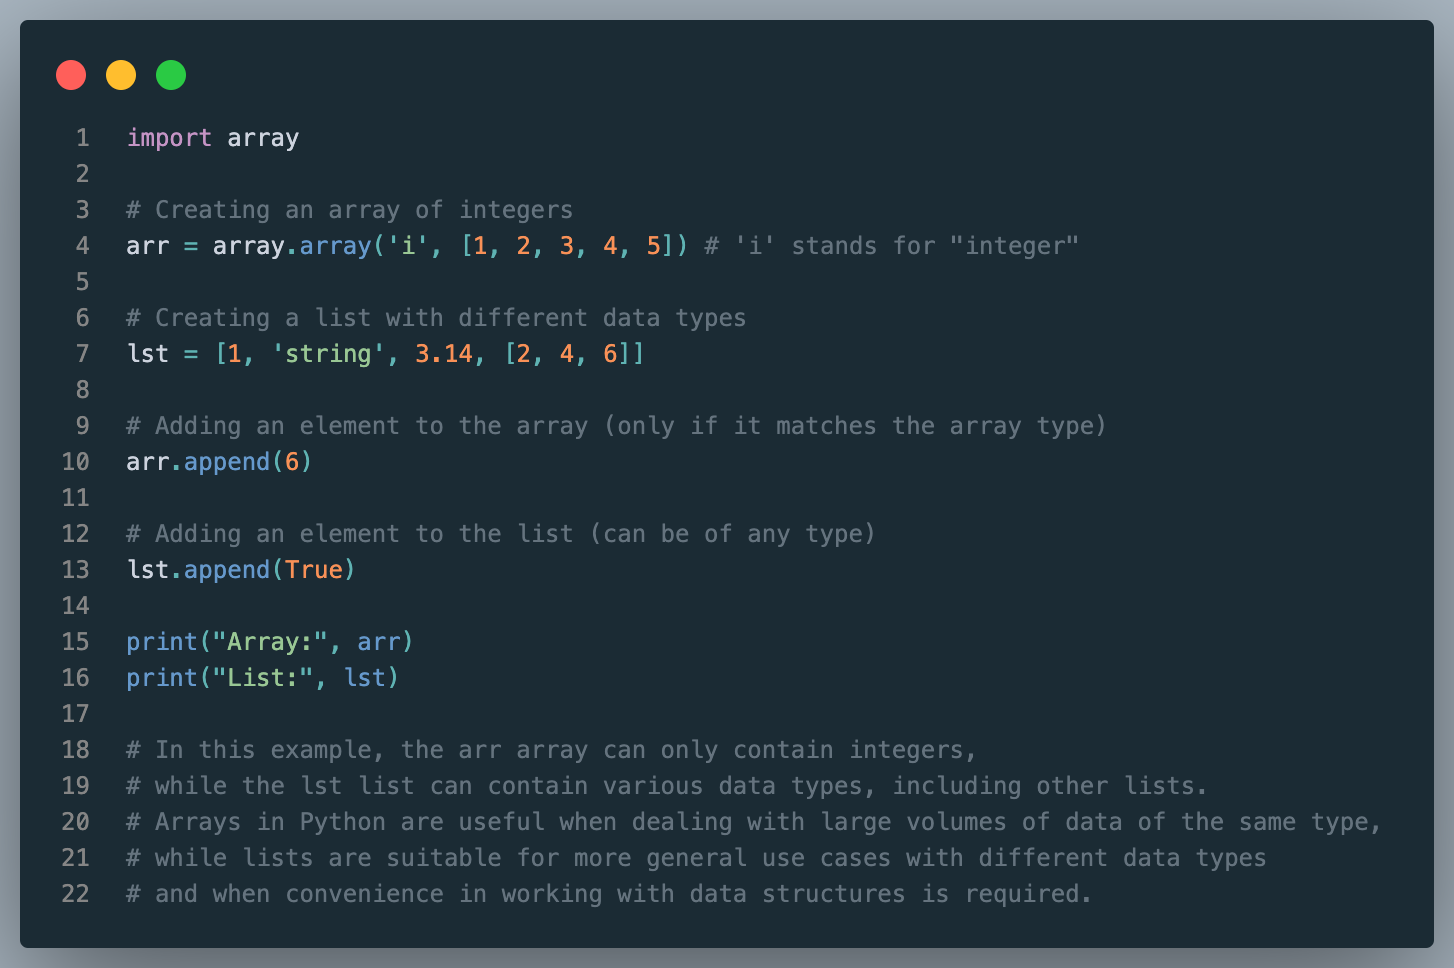 1 import array
2
3 # Creating an array of integers
4 arr = array.array('i', [1, 2, 3, 4, 5]) # 'i' stands for "integer"
5
6 # Creating a list with different data types
7 lst = [1, 'string', 3.14, [2, 4, 6]]
8
9 # Adding an element to the array (only if it matches the array type)
10 arr.append(6)
11
12 # Adding an element to the list (can be of any type)
13 lst.append(True)
14
15 print("Array:", arr)
16 print("List:", lst)
17
18 # In this example, the arr array can only contain integers,
19 # while the lst list can contain various data types, including other lists.
20 # Arrays in Python are useful when dealing with large volumes of data of the same type,
21 # while lists are suitable for more general use cases with different data types
22 # and when convenience in working with data structures is required.